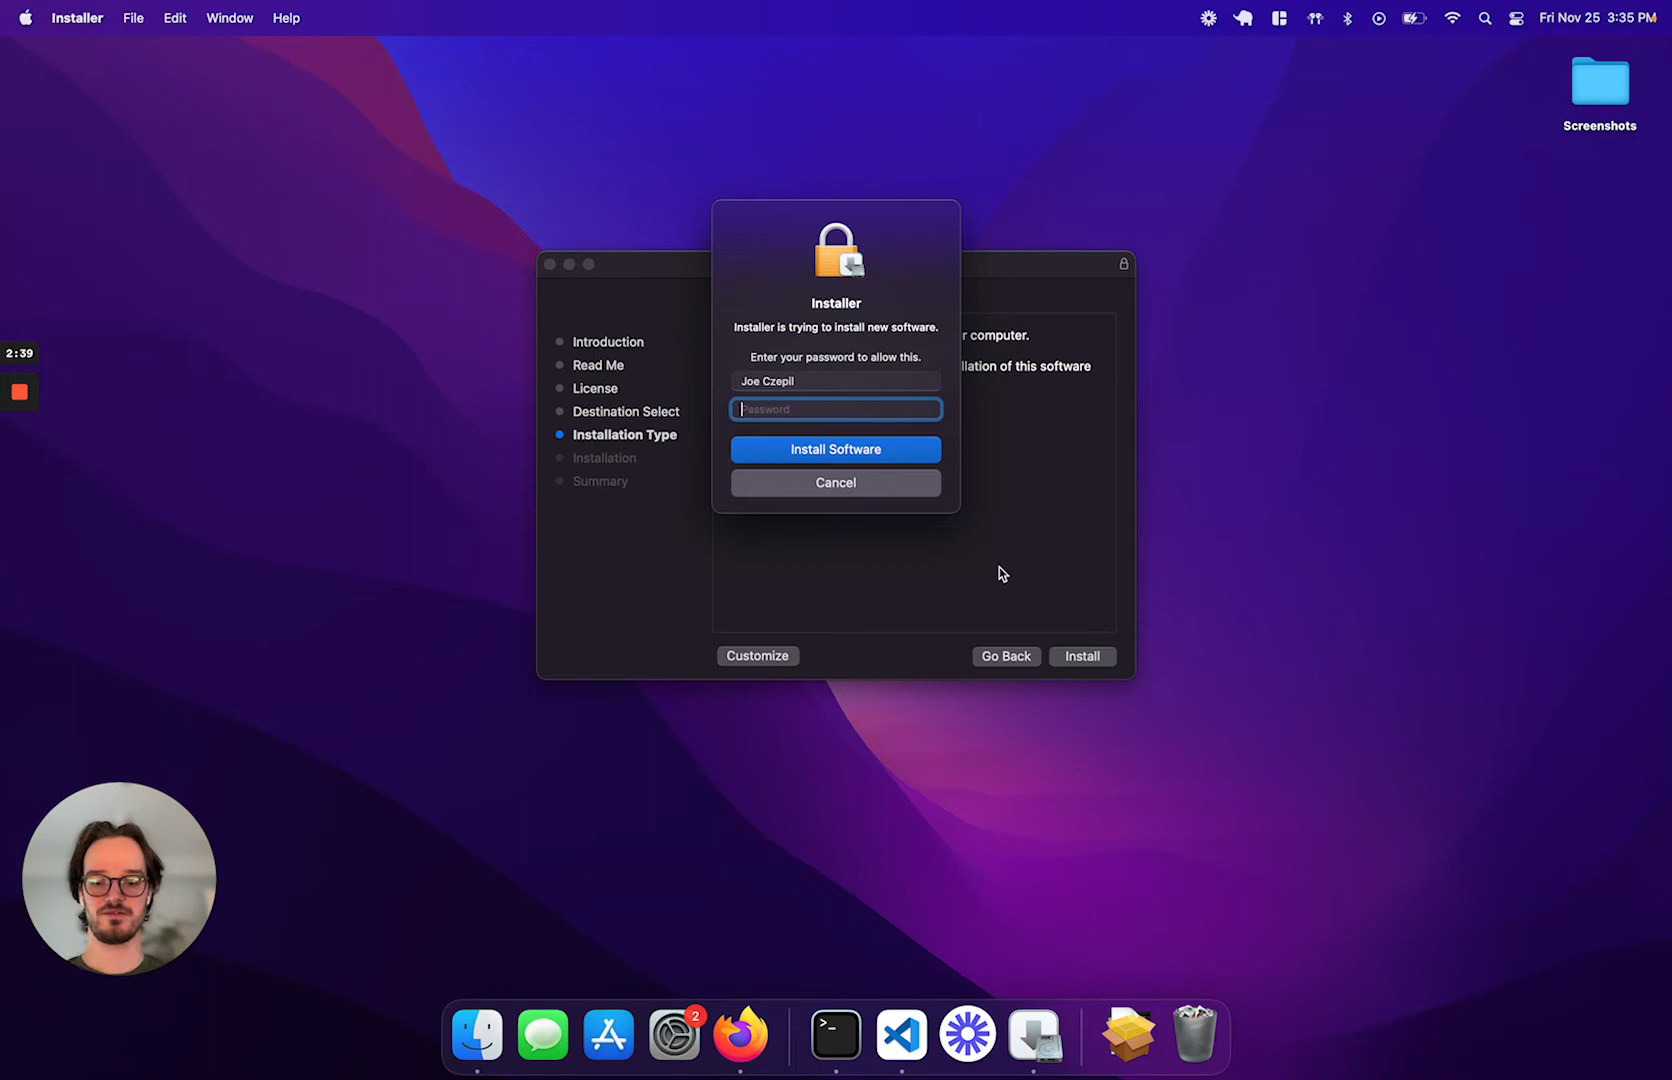 Installer File Edit Window Help
Fri Nov 25 3:35 PM
Screenshots
2:39
Installer
Installer is trying to install new software.
Enter your password to allow this.
Joe Czepil
Password
Install Software
Cancel
r computer.
llation of this software
Introduction
Read Me
License
Destination Select
Installation Type
Installation
Summary
Customize
Go Back
Install
2
>_